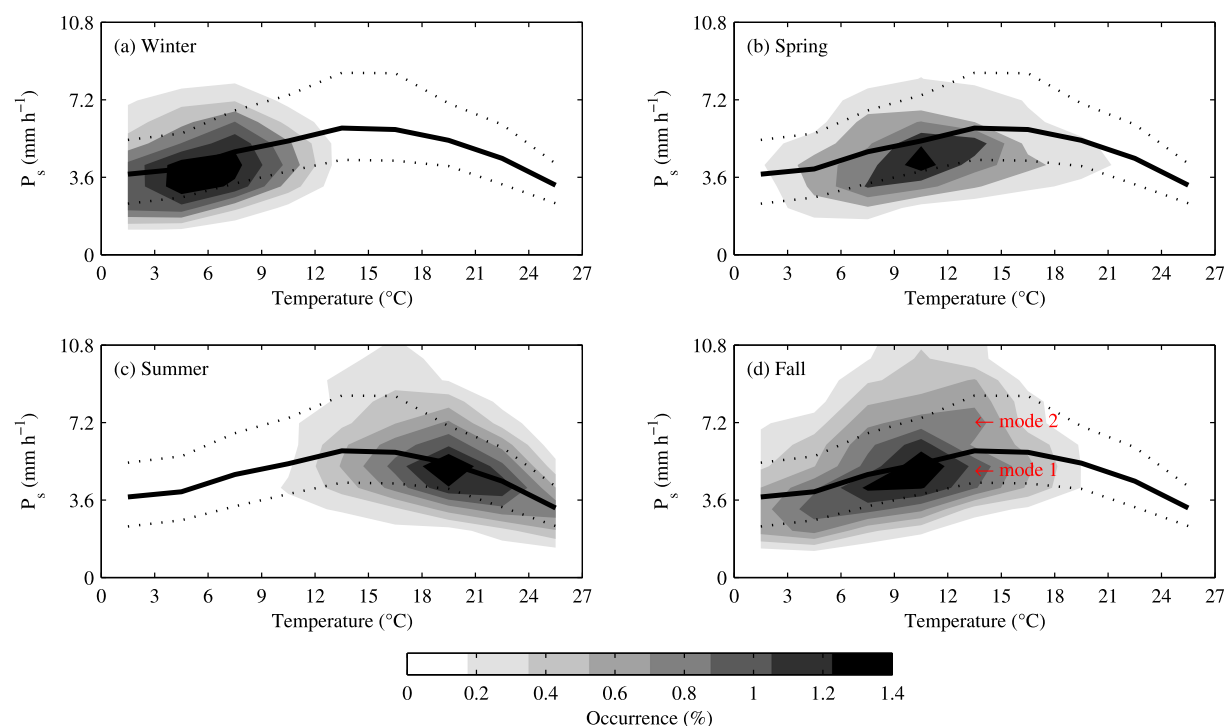 10.8
7.2
3.6
0
P_s (mm h⁻¹)
(a) Winter
0 3 6 9 12 15 18 21 24 27
Temperature (°C)
10.8
7.2
3.6
0
P_s (mm h⁻¹)
(b) Spring
0 3 6 9 12 15 18 21 24 27
Temperature (°C)
10.8
7.2
3.6
0
P_s (mm h⁻¹)
(c) Summer
0 3 6 9 12 15 18 21 24 27
Temperature (°C)
10.8
7.2
3.6
0
P_s (mm h⁻¹)
(d) Fall
← mode 2
← mode 1
0 3 6 9 12 15 18 21 24 27
Temperature (°C)
0 0.2 0.4 0.6 0.8 1 1.2 1.4
Occurrence (%)